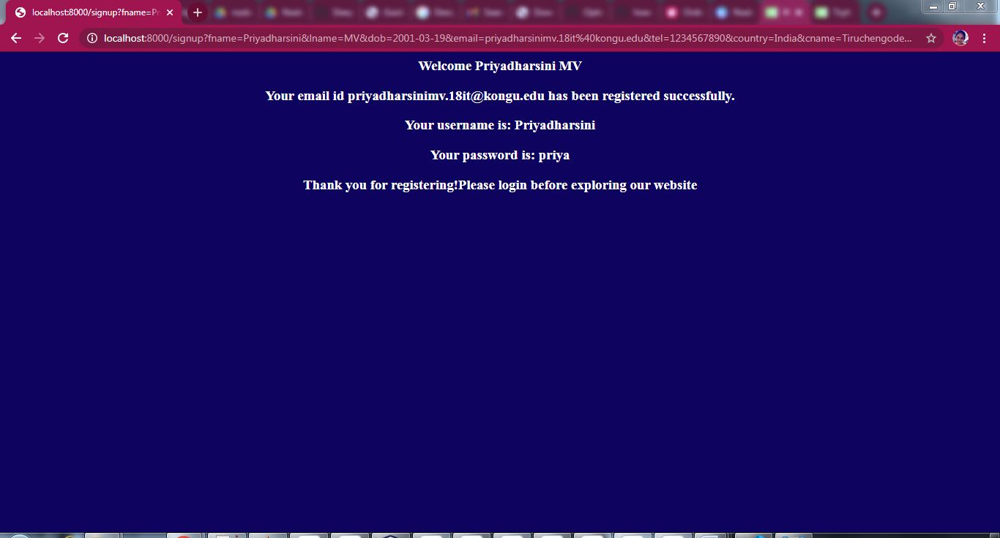 localhost:8000/signup?fname=Pr
localhost:8000/signup?fname=Priyadharsini&lname=MV&dob=2001-03-19&email=priyadharsinimv.18it%40kongu.edu&tel=1234567890&country=India&cname=Tiruchengode...
Welcome Priyadharsini MV
Your email id priyadharsinimv.18it@kongu.edu has been registered successfully.
Your username is: Priyadharsini
Your password is: priya
Thank you for registering!Please login before exploring our website